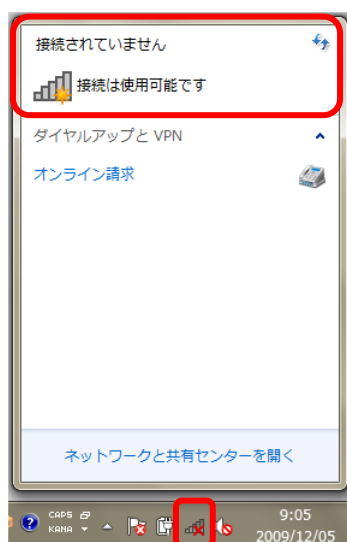 接続されていません
接続は使用可能です
ダイヤルアップと VPN
オンライン請求
ネットワークと共有センターを開く
CAPS
KANA
9:05
2009/12/05